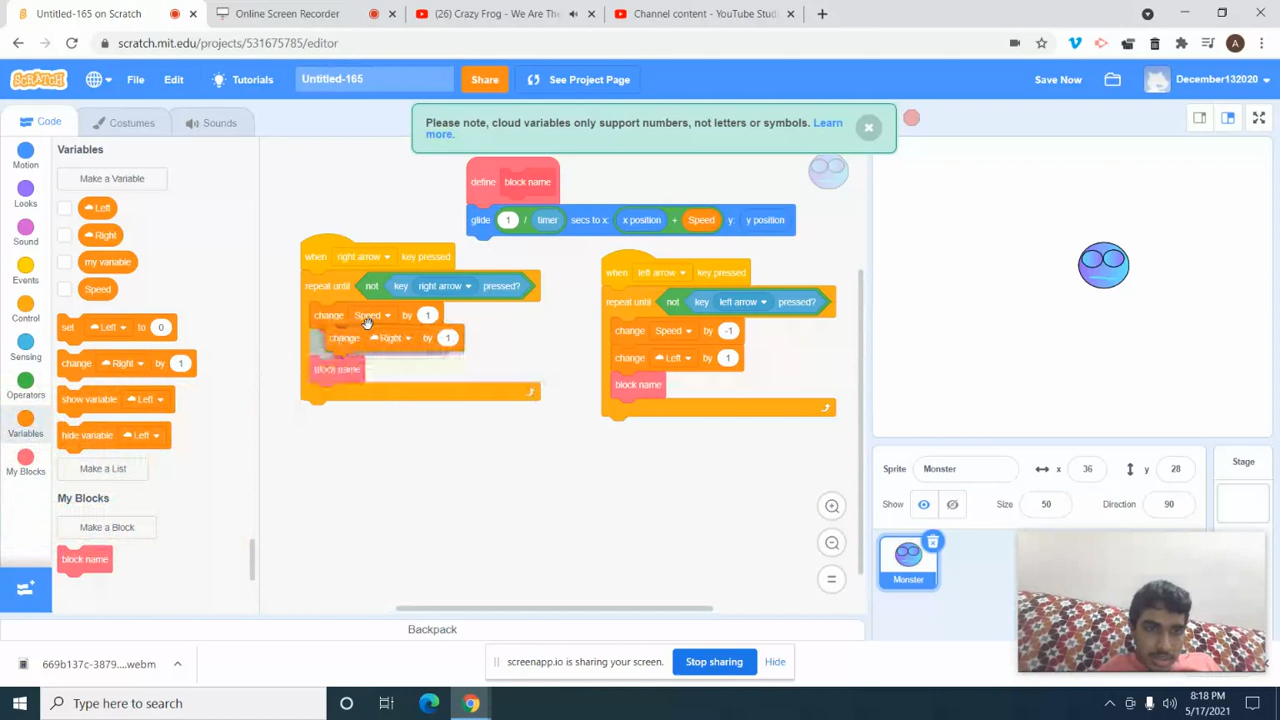 Untitled-165 on Scratch
Online Screen Recorder
(26) Crazy Frog - We Are The
Channel content - YouTube Stud
scratch.mit.edu/projects/531675785/editor
A
SCRATCH
File
Edit
Tutorials
Untitled-165
Share
See Project Page
Save Now
December132020
Please note, cloud variables only support numbers, not letters or symbols. Learn
more.
Code
Costumes
Sounds
Motion
Looks
Sound
Events
Control
Sensing
Operators
Variables
My Blocks
Variables
Make a Variable
Left
Right
my variable
Speed
set Left to 0
change Right by 1
show variable Left
hide variable Left
Make a List
My Blocks
Make a Block
block name
define block name
glide 1 / timer secs to x: x position + Speed y: y position
when right arrow key pressed
repeat until not key right arrow pressed?
change Speed by 1
change Right by 1
block name
when left arrow key pressed
repeat until not key left arrow pressed?
change Speed by -1
change Left by 1
block name
Sprite
Monster
x
36
y
28
Show
Size
50
Direction
90
Monster
Stage
Backpack
669b137c-3879....webm
screenapp.io is sharing your screen.
Stop sharing
Hide
Type here to search
8:18 PM
5/17/2021